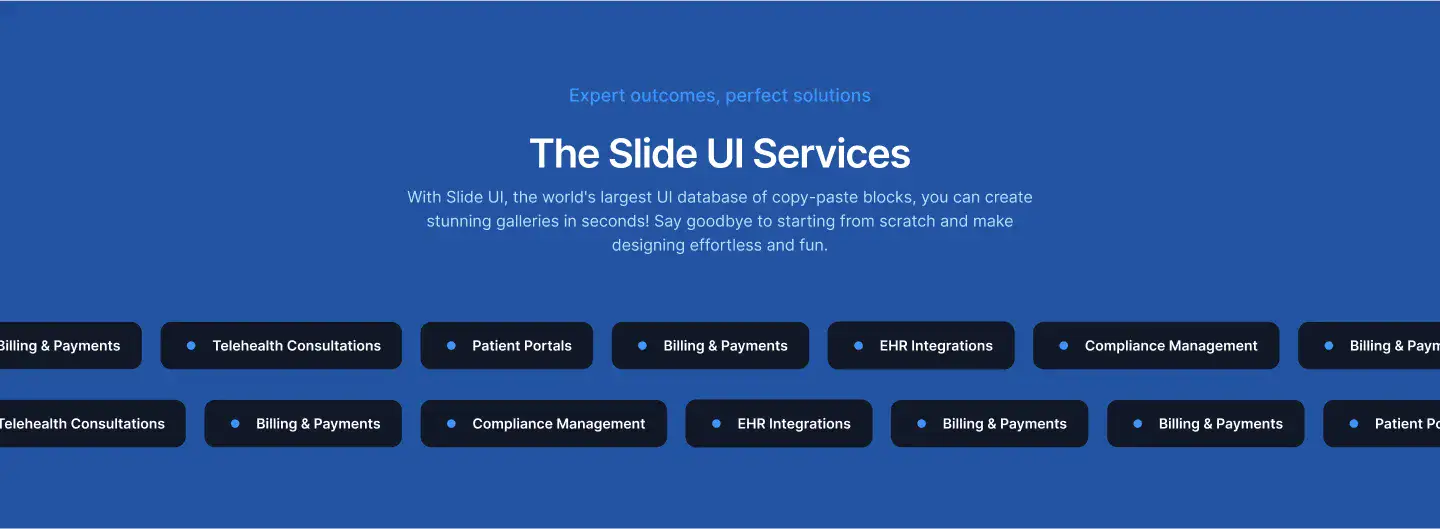 Expert outcomes, perfect solutions
The Slide UI Services
With Slide UI, the world's largest UI database of copy-paste blocks, you can create
stunning galleries in seconds! Say goodbye to starting from scratch and make
designing effortless and fun.
Billing & Payments Telehealth Consultations Patient Portals Billing & Payments EHR Integrations Compliance Management Billing & Paym
Telehealth Consultations Billing & Payments Compliance Management EHR Integrations Billing & Payments Billing & Payments Patient Po